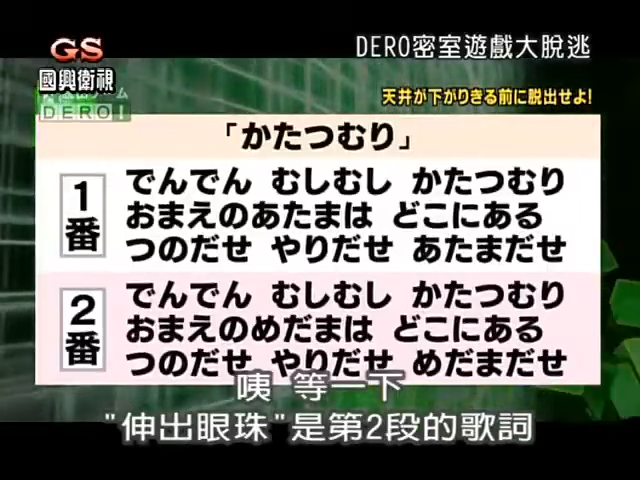 GS
國興衛視
DERO密室遊戲大脫逃
DERO!
天井が下がりきる前に脱出せよ!
「かたつむり」
1番
でんでん むしむし かたつむり
おまえのあたまは どこにある
つのだせ やりだせ あたまだせ
2番
でんでん むしむし かたつむり
おまえのめだまは どこにある
つのだせ やりだせ めだまだせ
咦 等一下
"伸出眼珠"是第2段的歌詞